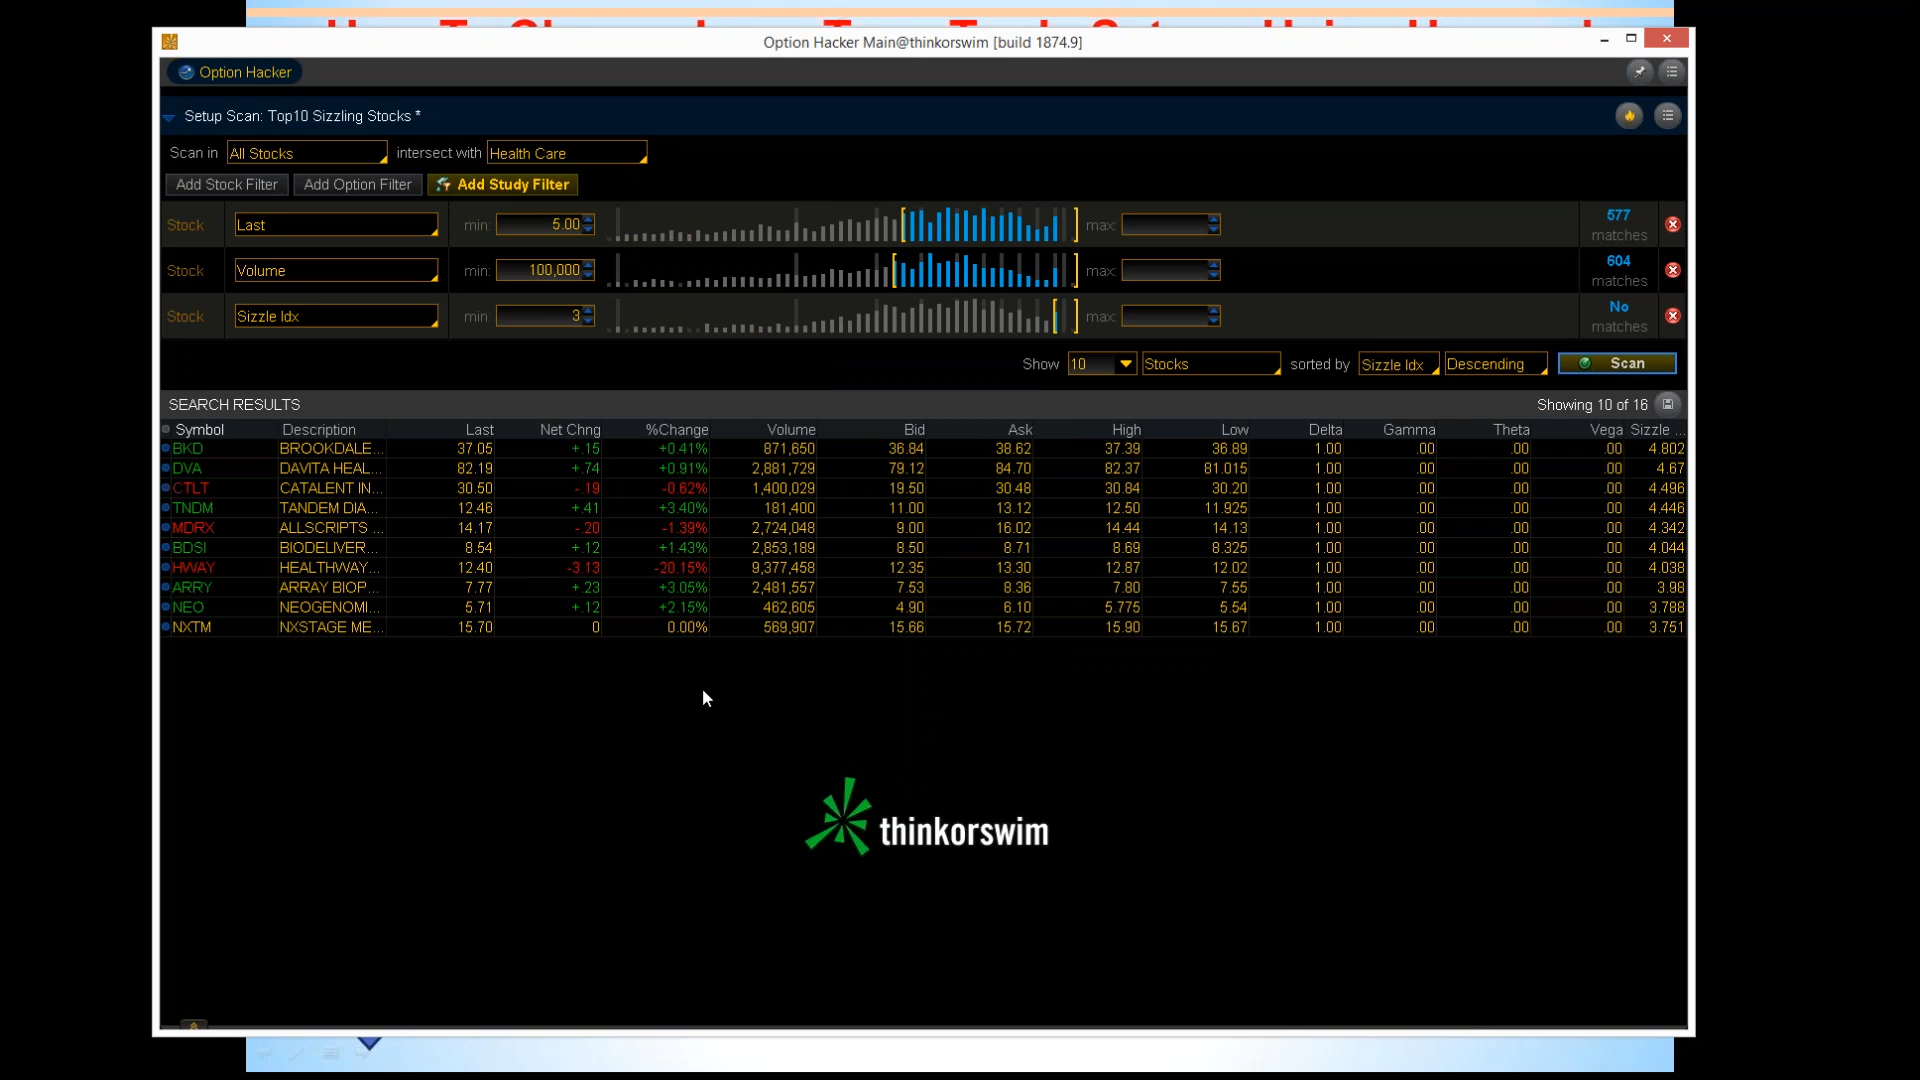 Option Hacker Main@thinkorswim [build 1874.9]
Option Hacker
Setup Scan: Top10 Sizzling Stocks *
Scan in All Stocks intersect with Health Care
Add Stock Filter Add Option Filter Add Study Filter
Stock Last min: 5.00 max: 577 matches
Stock Volume min: 100,000 max: 604 matches
Stock Sizzle Idx min: 3 max: No matches
Show 10 Stocks sorted by Sizzle Idx Descending Scan
SEARCH RESULTS Showing 10 of 16
Symbol Description Last Net Chng %Change Volume Bid Ask High Low Delta Gamma Theta Vega Sizzle ...
BKD BROOKDALE... 37.05 +.15 +0.41% 871,650 36.84 38.62 37.39 36.89 1.00 .00 .00 .00 4.802
DVA DAVITA HEAL... 82.19 +.74 +0.91% 2,881,729 79.12 84.70 82.37 81.015 1.00 .00 .00 .00 4.67
CTLT CATALENT IN... 30.50 -.19 -0.62% 1,400,029 19.50 30.48 30.84 30.20 1.00 .00 .00 .00 4.496
TNDM TANDEM DIA... 12.46 +.41 +3.40% 181,400 11.00 13.12 12.50 11.925 1.00 .00 .00 .00 4.446
MDRX ALLSCRIPTS ... 14.17 -.20 -1.39% 2,724,048 9.00 16.02 14.44 14.13 1.00 .00 .00 .00 4.342
BDSI BIODELIVER... 8.54 +.12 +1.43% 2,853,189 8.50 8.71 8.69 8.325 1.00 .00 .00 .00 4.044
HWAY HEALTHWAY... 12.40 -3.13 -20.15% 9,377,458 12.35 13.30 12.87 12.02 1.00 .00 .00 .00 4.038
ARRY ARRAY BIOP... 7.77 +.23 +3.05% 2,481,557 7.53 8.36 7.80 7.55 1.00 .00 .00 .00 3.98
NEO NEOGENOMI... 5.71 +.12 +2.15% 462,605 4.90 6.10 5.775 5.54 1.00 .00 .00 .00 3.788
NXTM NXSTAGE ME... 15.70 0 0.00% 569,907 15.66 15.72 15.90 15.67 1.00 .00 .00 .00 3.751
thinkorswim